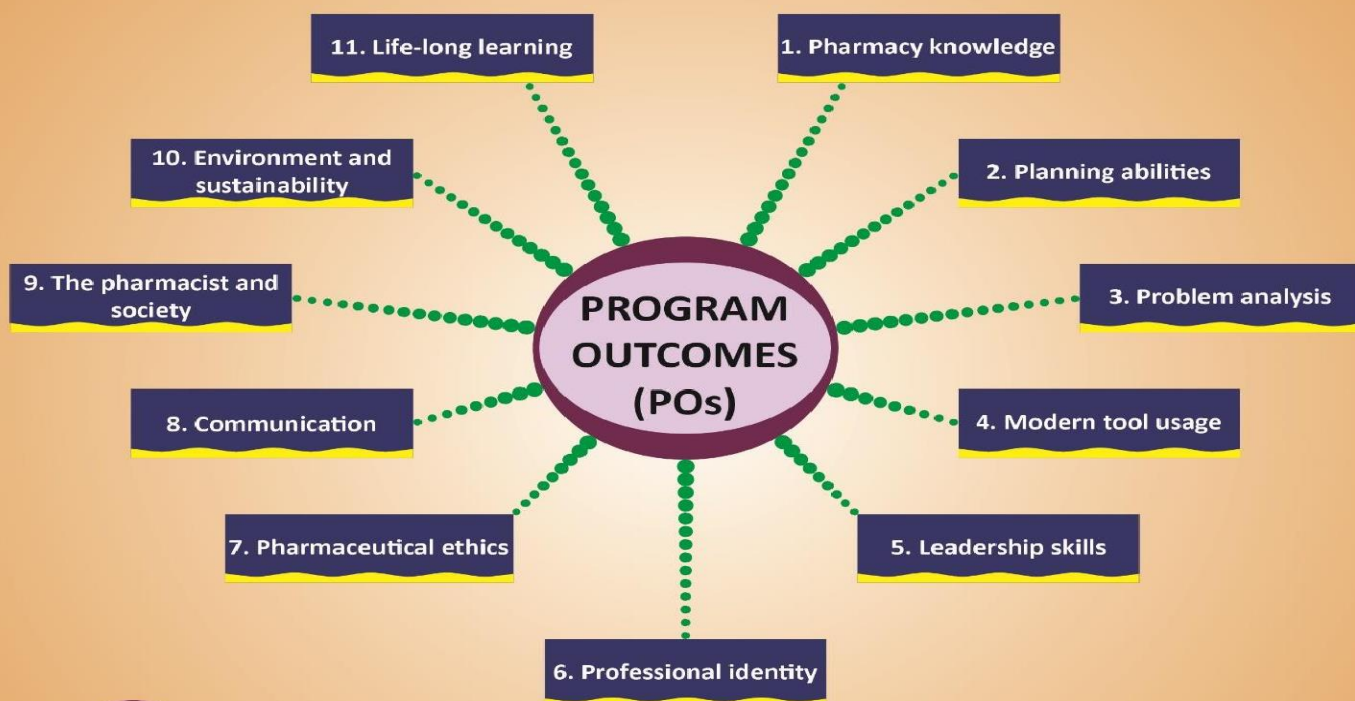 PROGRAM
OUTCOMES
(POs)
1. Pharmacy knowledge
2. Planning abilities
3. Problem analysis
4. Modern tool usage
5. Leadership skills
6. Professional identity
7. Pharmaceutical ethics
8. Communication
9. The pharmacist and
society
10. Environment and
sustainability
11. Life-long learning